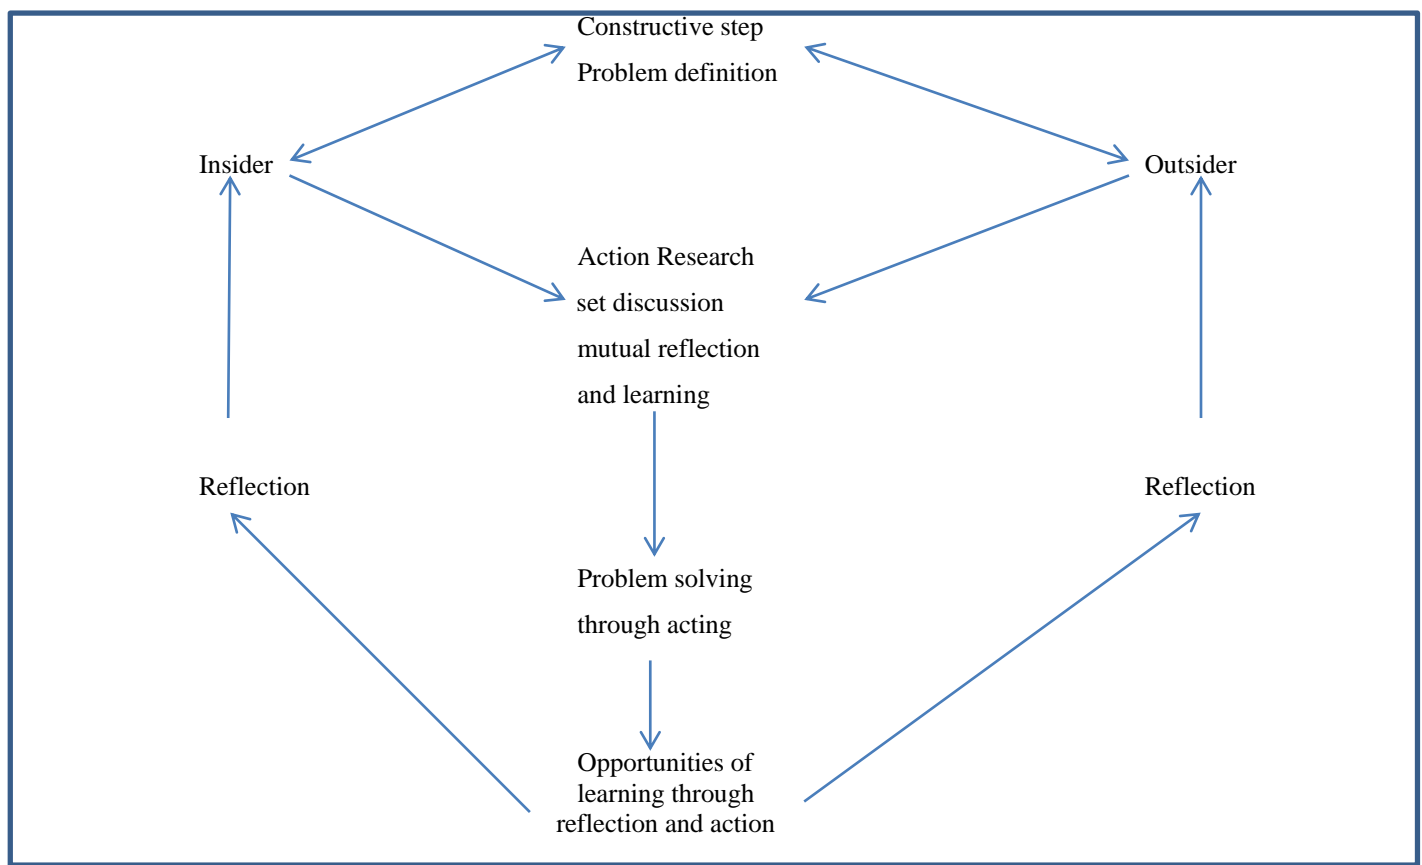 Constructive step
Problem definition
Insider
Outsider
Action Research
set discussion
mutual reflection
and learning
Reflection
Reflection
Problem solving
through acting
Opportunities of
learning through
reflection and action